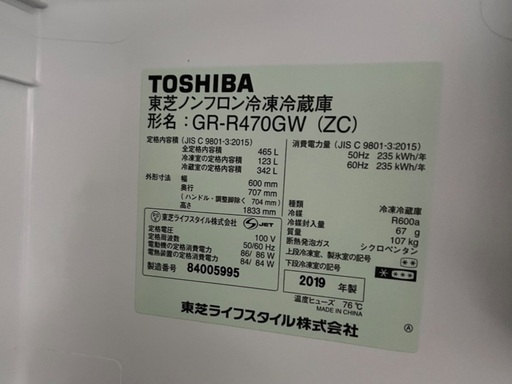 TOSHIBA
東芝ノンフロン冷凍冷蔵庫
形名：GR-R470GW (ZC)
定格内容積 (JIS C 9801-3:2015)
全定格内容積 465 L
冷凍室の定格内容積 123 L
冷蔵室の定格内容積 342 L
外形寸法 幅 600 mm
奥行 707 mm
(ハンドル・調整脚除く 704 mm)
高さ 1833 mm
東芝ライフスタイル株式会社 JET
定格電圧 100 V
定格周波数 50/60 Hz
電動機の定格消費電力 86/ 86 W
電熱装置の定格消費電力 84/ 84 W
製造番号 84005995
消費電力量 (JIS C 9801-3:2015)
50Hz 235 kWh/年
60Hz 235 kWh/年
種類 冷凍冷蔵庫
冷媒 R600a
冷媒封入量 67 g
質量 107 kg
断熱発泡ガス シクロペンタン
上段冷凍室、製氷室の記号
下段冷凍室の記号
2019 年製
温度ヒューズ 76℃
MADE IN CHINA
東芝ライフスタイル株式会社
Ⓐ